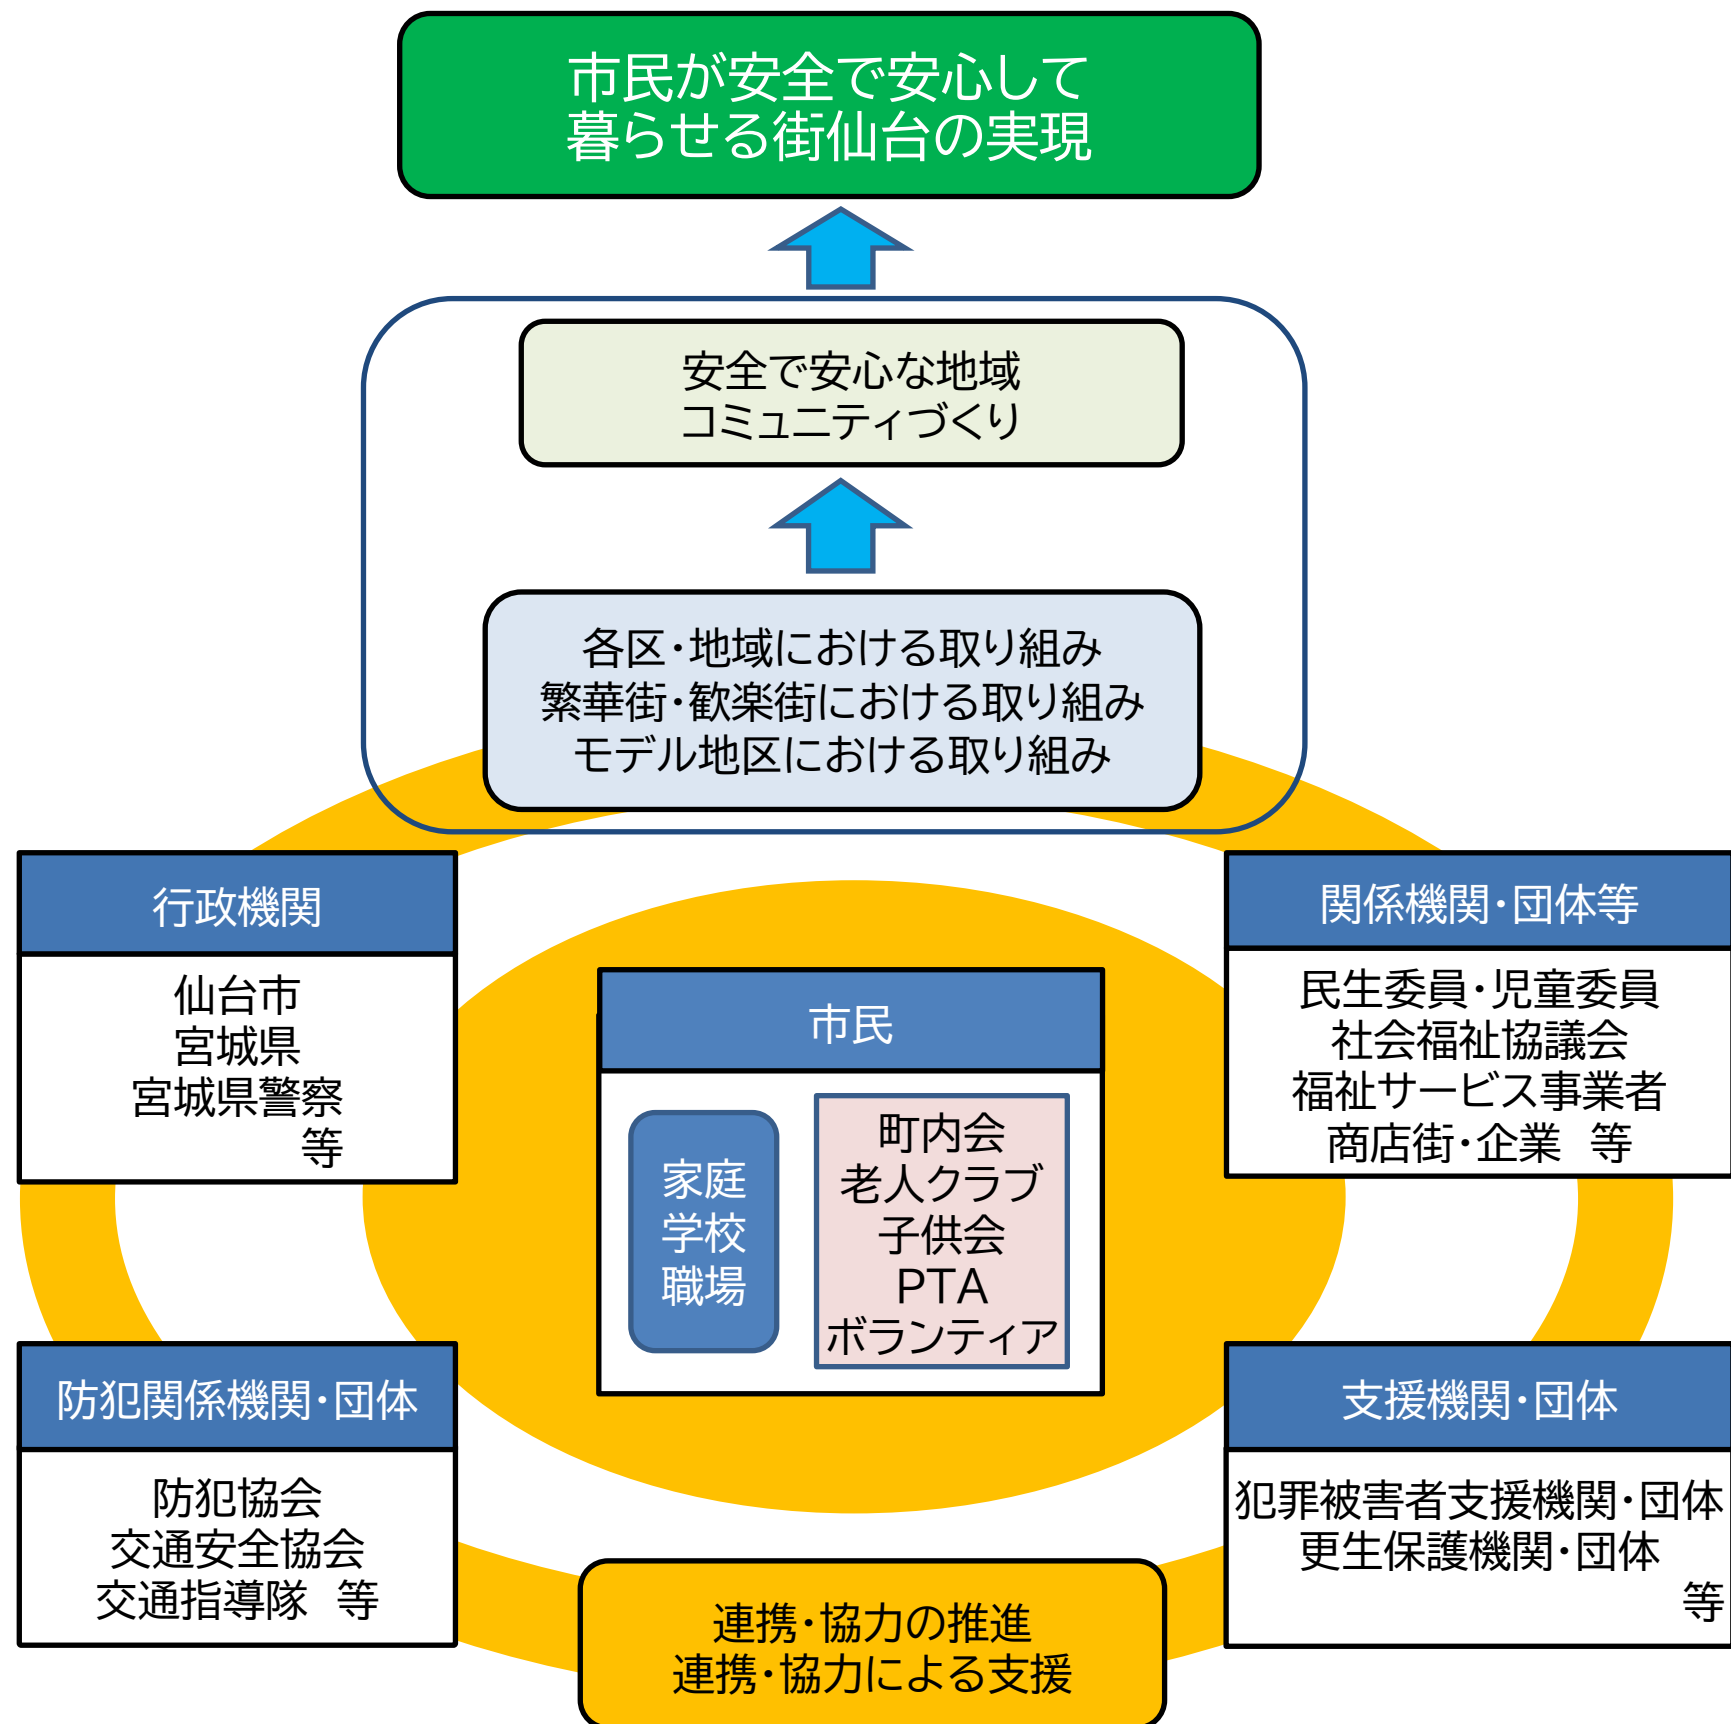 市民が安全で安心して
暮らせる街仙台の実現
安全で安心な地域
コミュニティづくり
各区・地域における取り組み
繁華街・歓楽街における取り組み
モデル地区における取り組み
行政機関
仙台市
宮城県
宮城県警察
等
関係機関・団体等
民生委員・児童委員
社会福祉協議会
福祉サービス事業者
商店街・企業　等
市民
家庭
学校
職場
町内会
老人クラブ
子供会
PTA
ボランティア
防犯関係機関・団体
防犯協会
交通安全協会
交通指導隊　等
支援機関・団体
犯罪被害者支援機関・団体
更生保護機関・団体
等
連携・協力の推進
連携・協力による支援